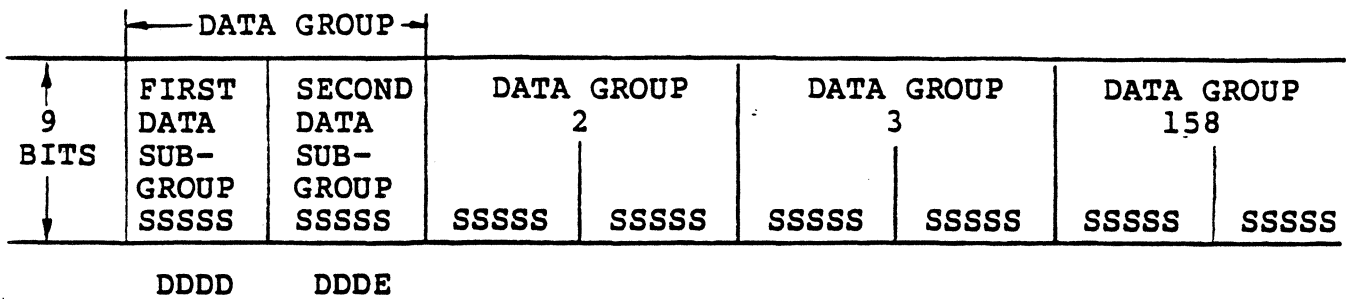 DATA GROUP
FIRST SECOND DATA GROUP DATA GROUP DATA GROUP
9 DATA DATA 2 3 158
BITS SUB- SUB-
GROUP GROUP
SSSSS SSSSS SSSSS SSSSS SSSSS SSSSS SSSSS SSSSS
DDDD DDDE